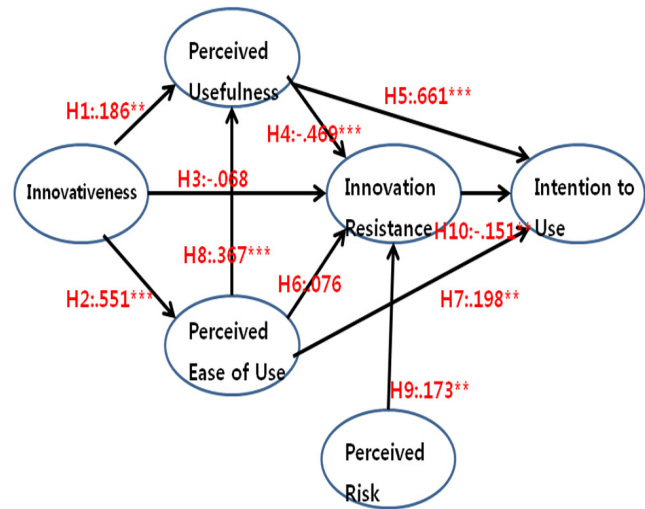 Perceived
Usefulness
H1:.186**
H5:.661***
H4:-.469***
Innovativeness
H3:-.068
Innovation
Resistance
Intention to
Use
H10:-.151**
H8:.367***
H6:.076
H2:.551***
H7:.198**
Perceived
Ease of Use
H9:.173**
Perceived
Risk